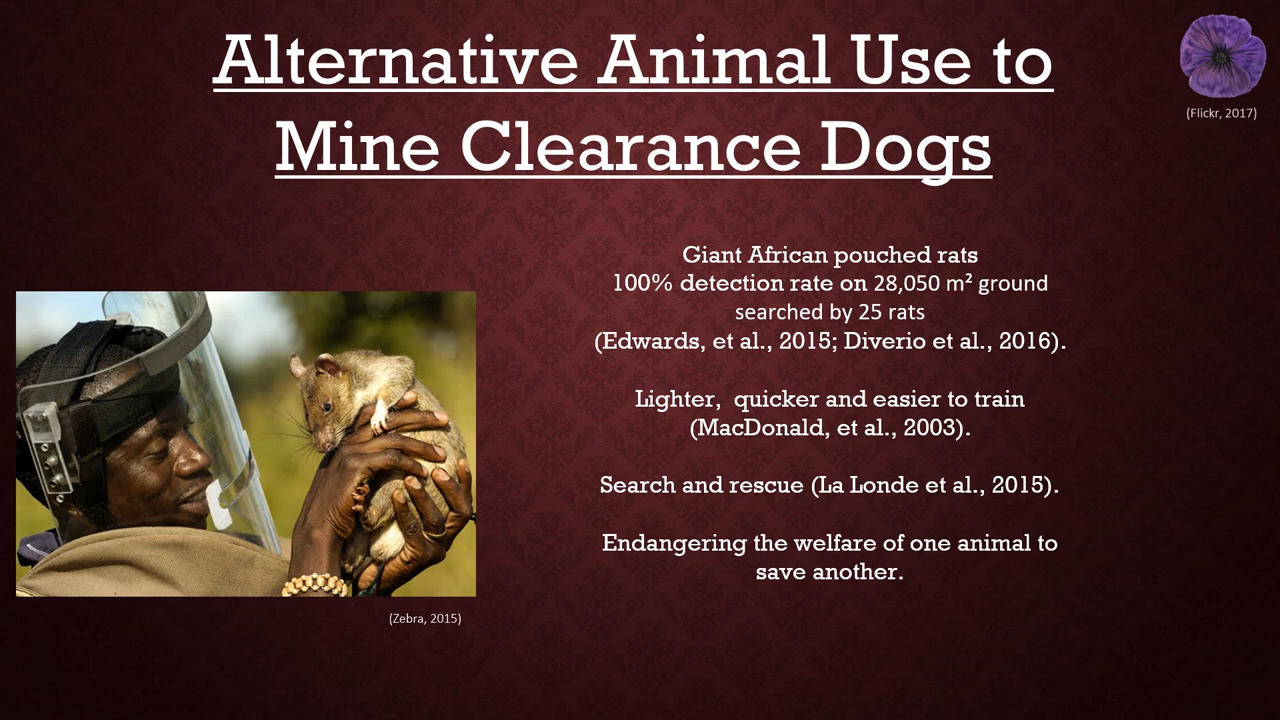 Alternative Animal Use to
Mine Clearance Dogs
(Flickr, 2017)
Giant African pouched rats
100% detection rate on 28,050 m² ground
searched by 25 rats
(Edwards, et al., 2015; Diverio et al., 2016).
Lighter,  quicker and easier to train
(MacDonald, et al., 2003).
Search and rescue (La Londe et al., 2015).
Endangering the welfare of one animal to
save another.
(Zebra, 2015)